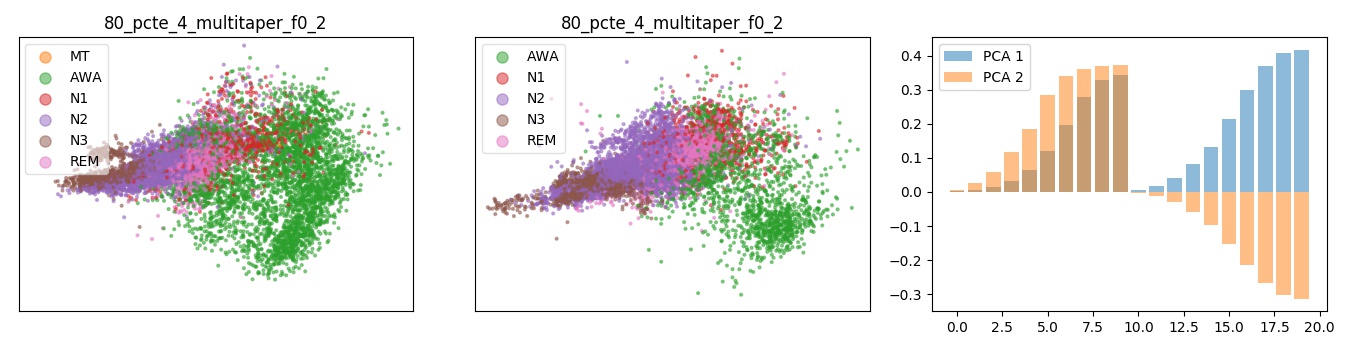 80_pcte_4_multitaper_f0_2
MT
AWA
N1
N2
N3
REM
80_pcte_4_multitaper_f0_2
AWA
N1
N2
N3
REM
PCA 1
PCA 2
0.4
0.3
0.2
0.1
0.0
−0.1
−0.2
−0.3
0.0 2.5 5.0 7.5 10.0 12.5 15.0 17.5 20.0